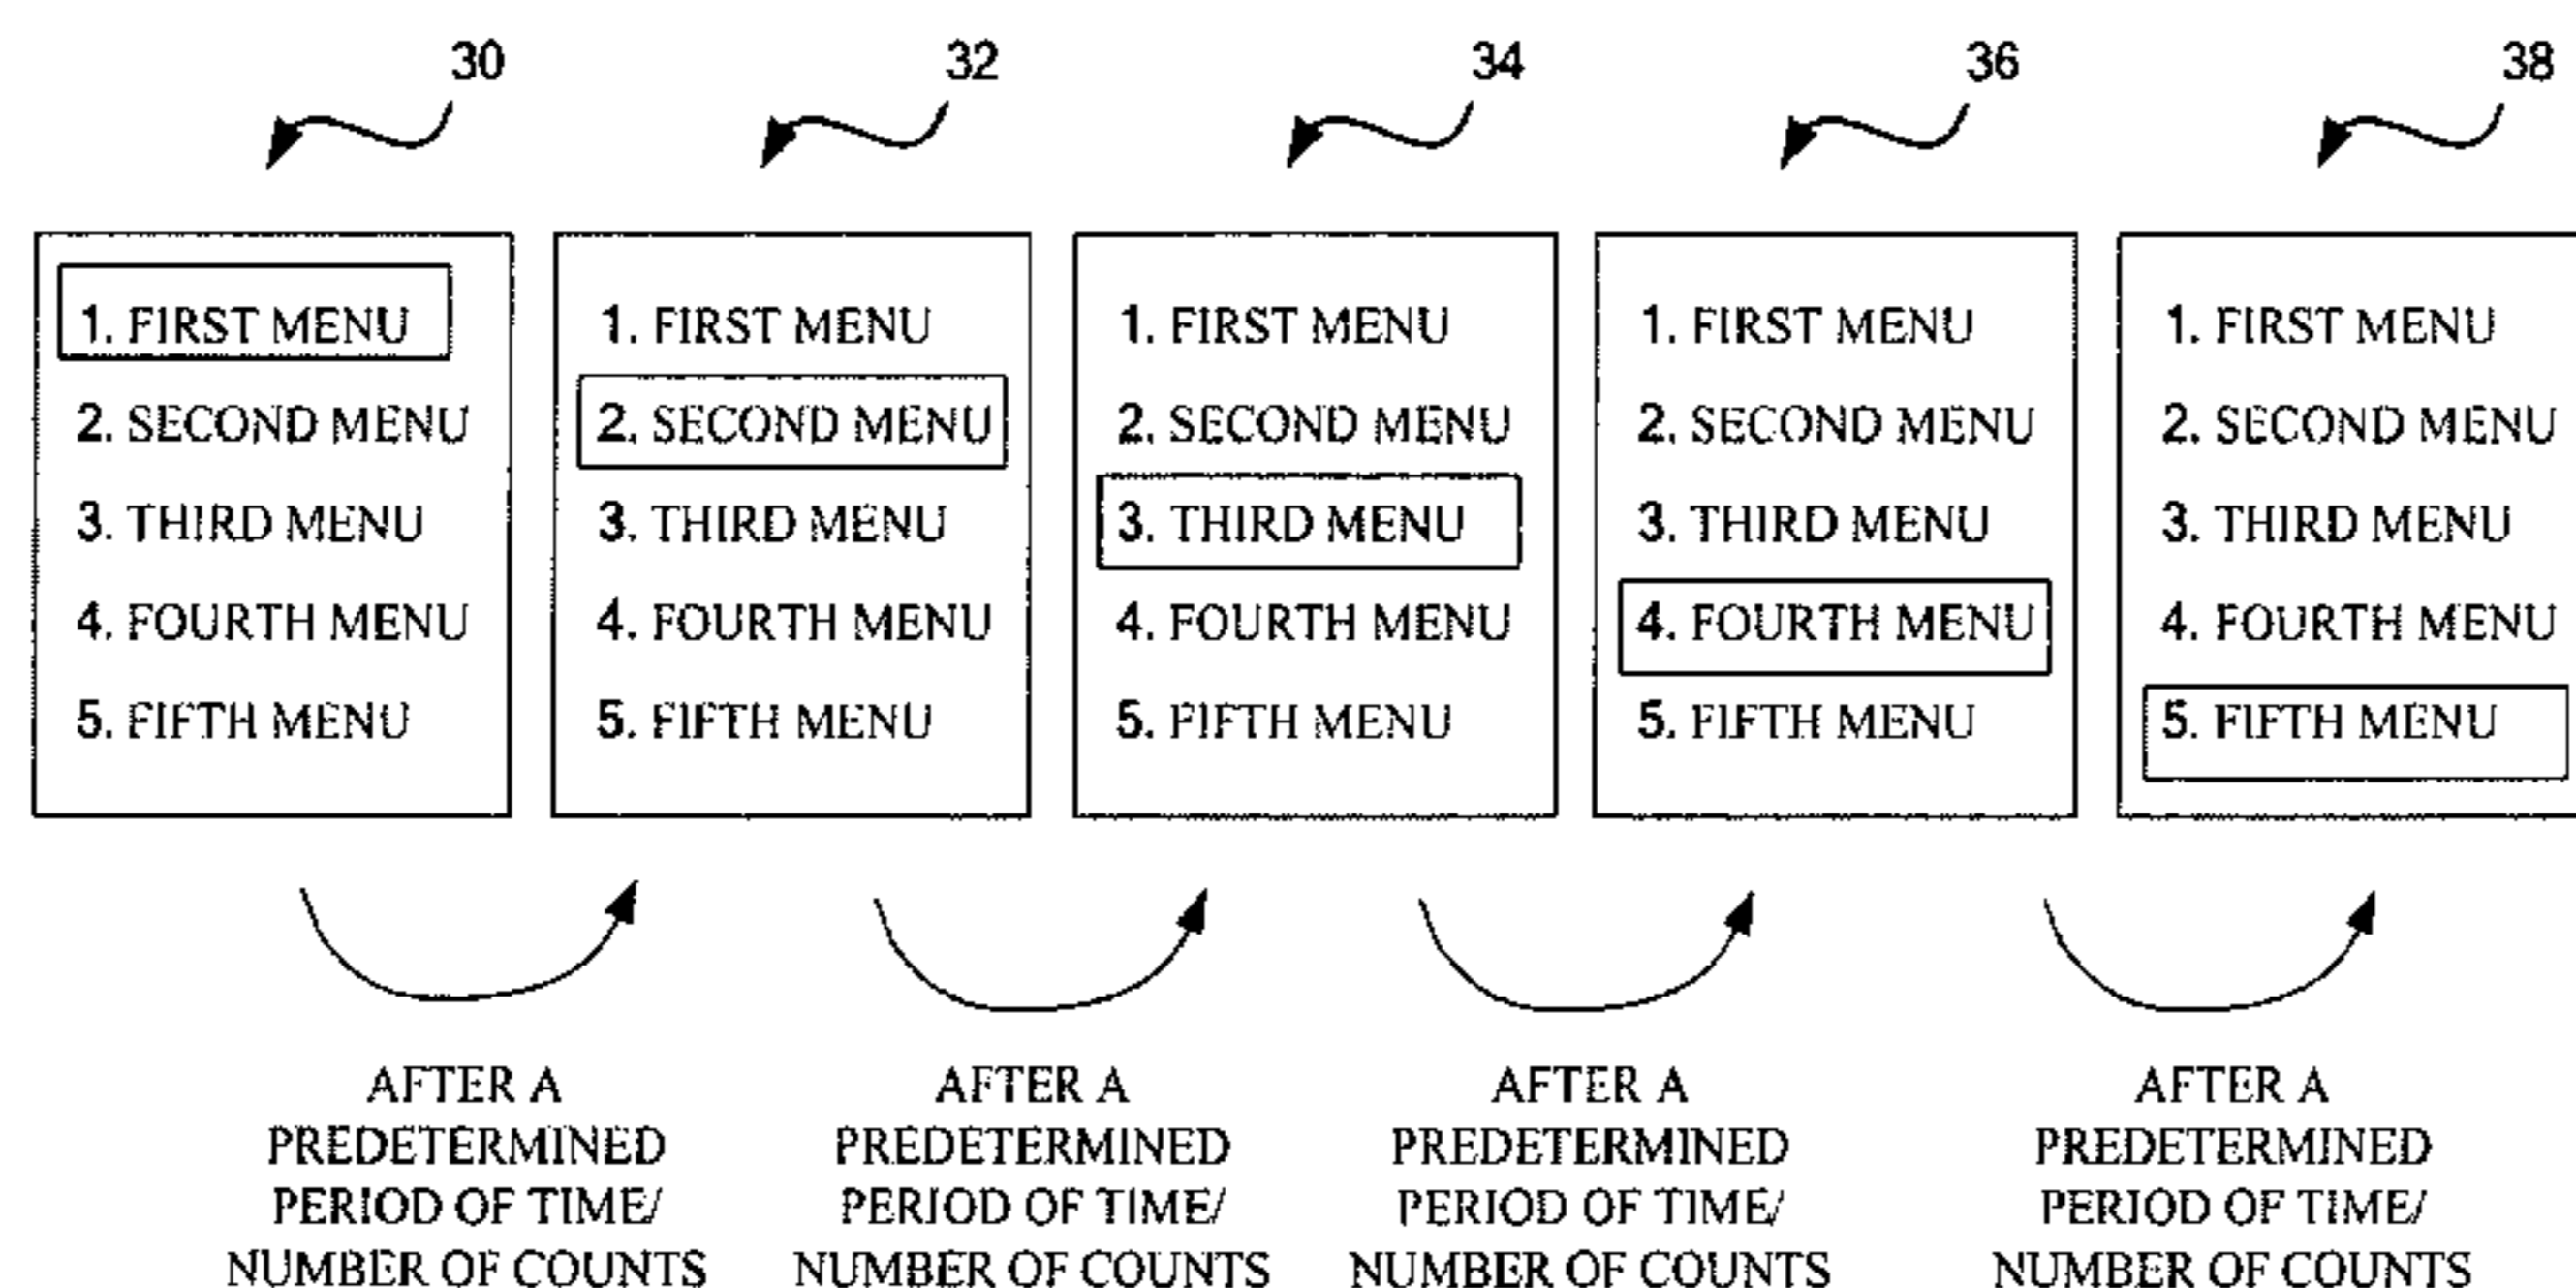 30
32
34
36
38
1. FIRST MENU
2. SECOND MENU
3. THIRD MENU
4. FOURTH MENU
5. FIFTH MENU
1. FIRST MENU
2. SECOND MENU
3. THIRD MENU
4. FOURTH MENU
5. FIFTH MENU
1. FIRST MENU
2. SECOND MENU
3. THIRD MENU
4. FOURTH MENU
5. FIFTH MENU
1. FIRST MENU
2. SECOND MENU
3. THIRD MENU
4. FOURTH MENU
5. FIFTH MENU
1. FIRST MENU
2. SECOND MENU
3. THIRD MENU
4. FOURTH MENU
5. FIFTH MENU
AFTER A
PREDETERMINED
PERIOD OF TIME/
NUMBER OF COUNTS
AFTER A
PREDETERMINED
PERIOD OF TIME/
NUMBER OF COUNTS
AFTER A
PREDETERMINED
PERIOD OF TIME/
NUMBER OF COUNTS
AFTER A
PREDETERMINED
PERIOD OF TIME/
NUMBER OF COUNTS